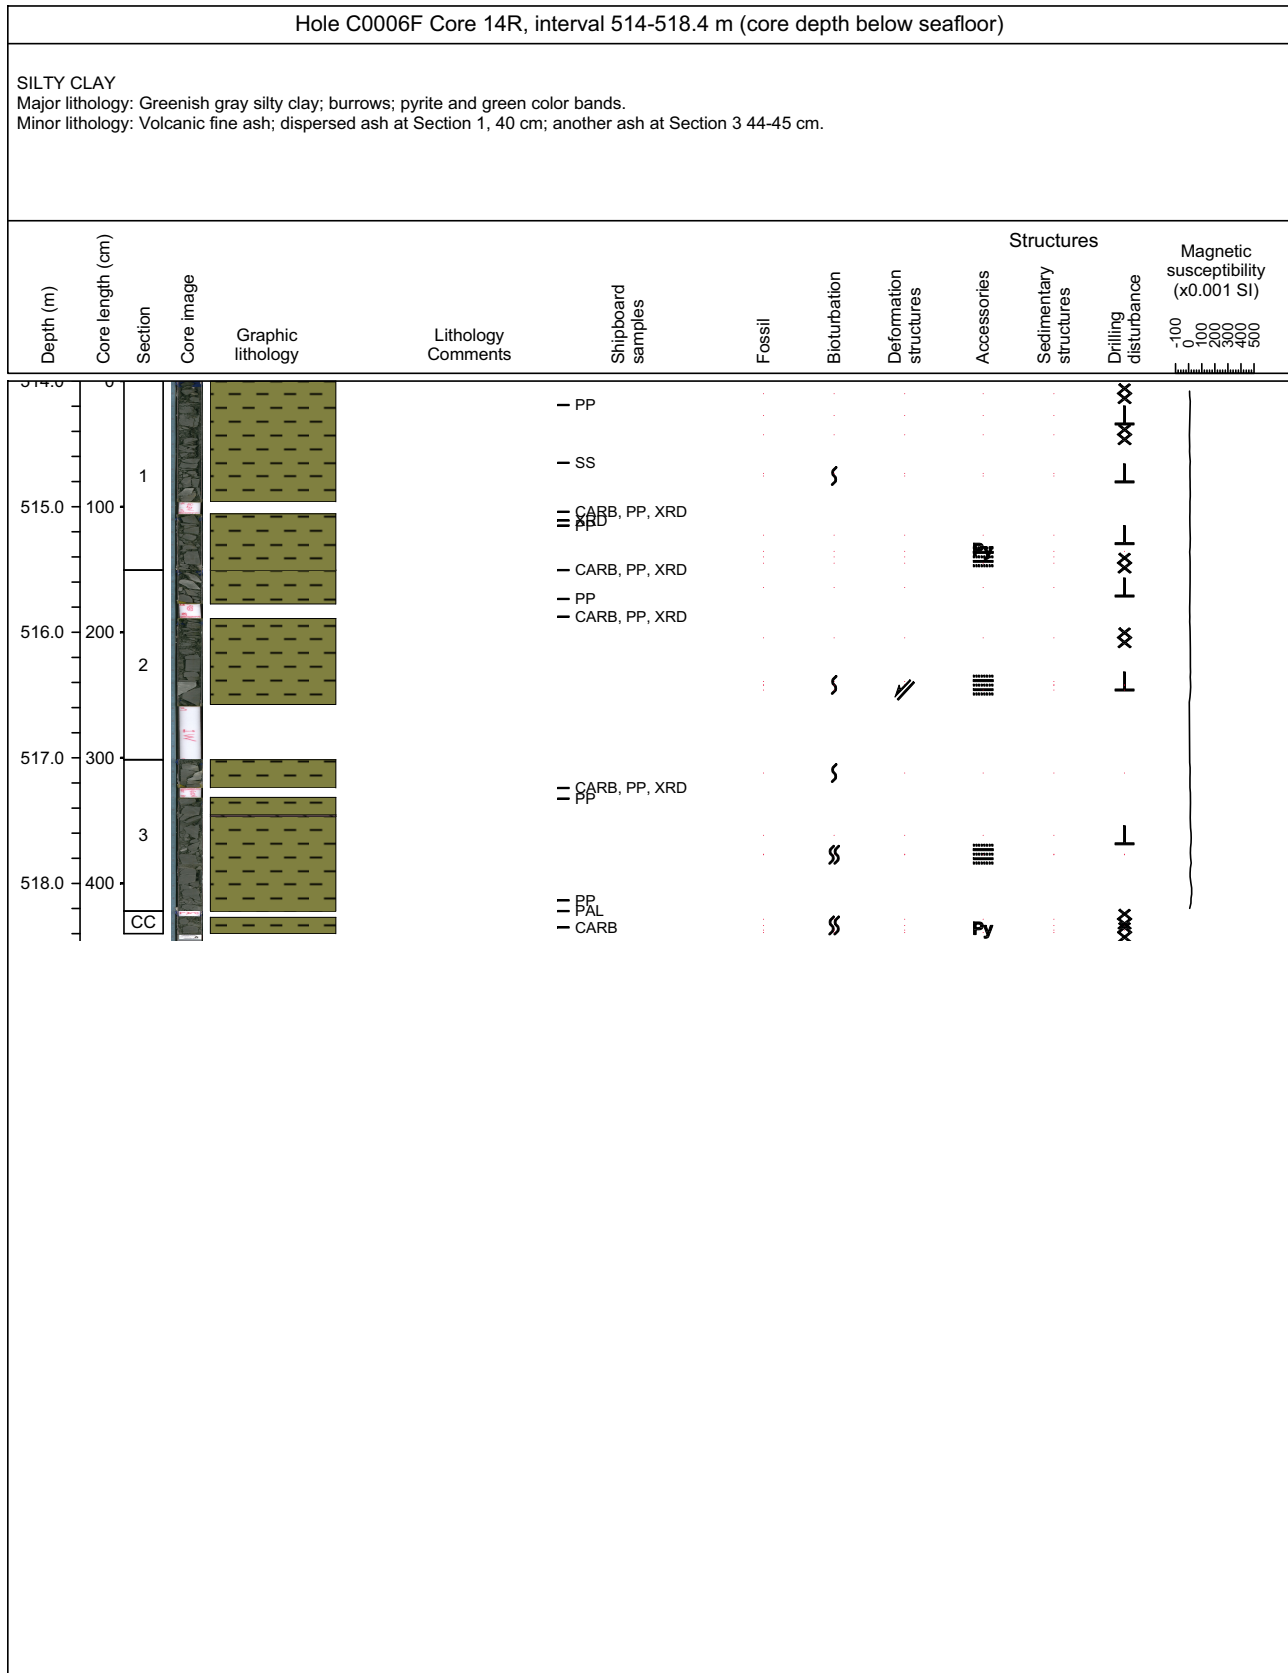 Hole C0006F Core 14R, interval 514-518.4 m (core depth below seafloor)
SILTY CLAY
Major lithology: Greenish gray silty clay; burrows; pyrite and green color bands.
Minor lithology: Volcanic fine ash; dispersed ash at Section 1, 40 cm; another ash at Section 3 44-45 cm.
Structures
Depth (m)
Core length (cm)
Section
Core image
Graphic
lithology
Lithology
Comments
Shipboard
samples
Fossil
Bioturbation
Deformation
structures
Accessories
Sedimentary
structures
Drilling
disturbance
Magnetic
susceptibility
(x0.001 SI)
-100
0
100
200
300
400
500
514.0 0
PP
SS
1
515.0 100
CARB, PP, XRD
XRD
PP
Py
CARB, PP, XRD
PP
CARB, PP, XRD
516.0 200
2
517.0 300
CARB, PP, XRD
PP
3
518.0 400
PP
PAL
CC
CARB
Py